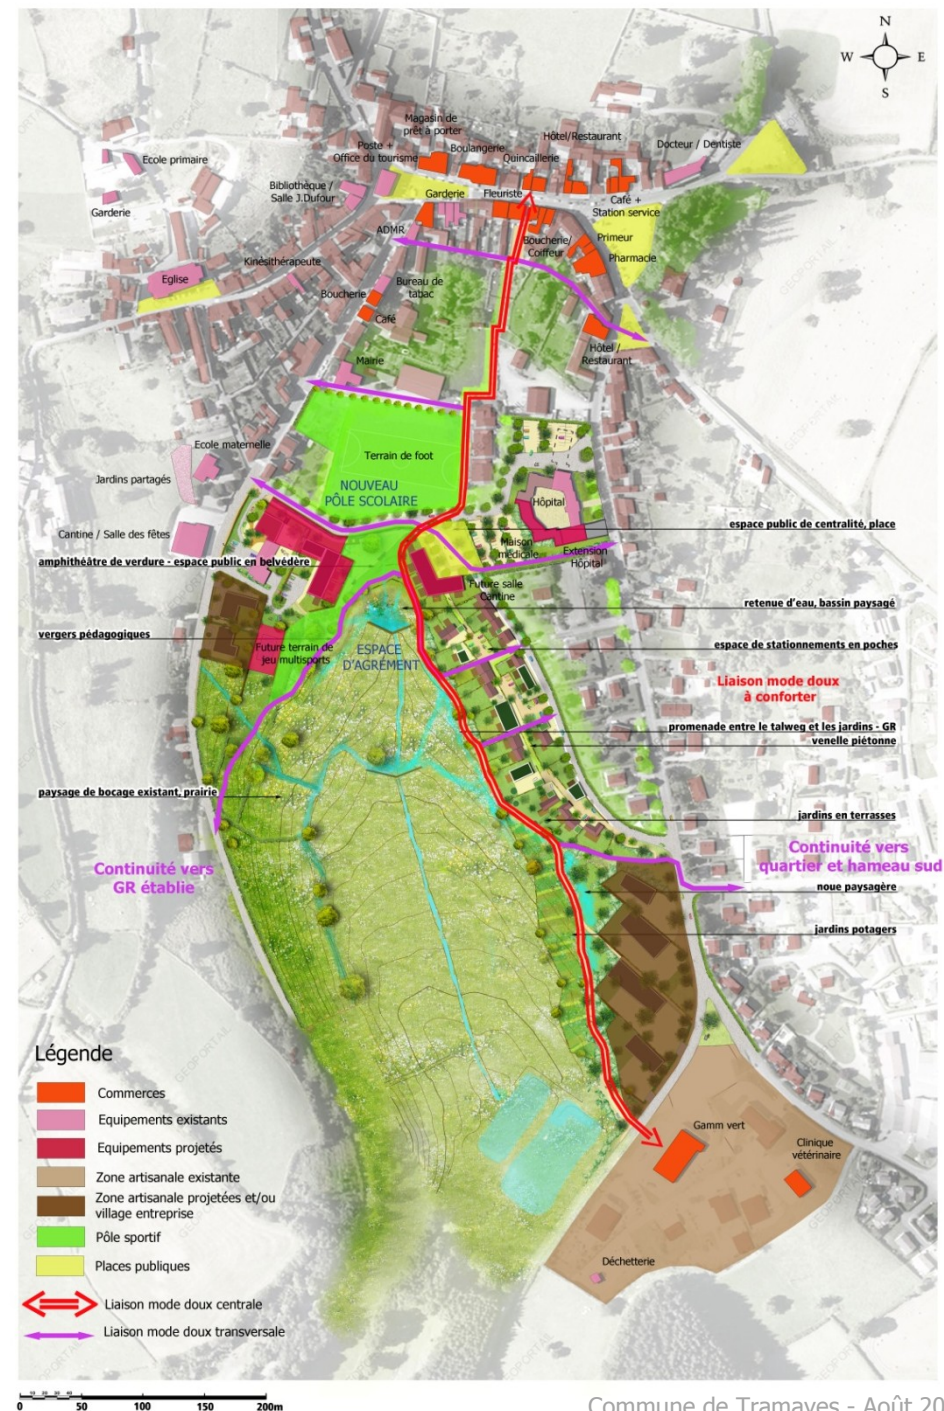 N
W E
S
Magasin de
prêt à porter
Hôtel/Restaurant
Poste +
Office du tourisme
Boulangerie
Quincaillerie
Docteur / Dentiste
Ecole primaire
Bibliothèque /
Salle J.Dufour
Garderie
Fleuriste
Café +
Station service
Garderie
ADMR
Boucherie/
Coiffeur
Primeur
Pharmacie
Kinésithérapeute
Eglise
Boucherie
Bureau de
tabac
Café
Hôtel /
Restaurant
Mairie
Ecole maternelle
Terrain de foot
Jardins partagés
NOUVEAU
PÔLE SCOLAIRE
Hôpital
Cantine / Salle des fêtes
espace public de centralité, place
Maison
médicale
Extension
Hôpital
amphithéâtre de verdure - espace public en belvédère
Future salle
Cantine
retenue d'eau, bassin paysagé
vergers pédagogiques
Future terrain de
jeu multisports
ESPACE
D'AGRÉMENT
espace de stationnements en poches
Liaison mode doux
à conforter
promenade entre le talweg et les jardins - GR
venelle piétonne
paysage de bocage existant, prairie
jardins en terrasses
Continuité vers
GR établie
Continuité vers
quartier et hameau sud
noue paysagère
jardins potagers
Légende
Commerces
Equipements existants
Equipements projetés
Zone artisanale existante
Zone artisanale projetées et/ou
village entreprise
Pôle sportif
Places publiques
Liaison mode doux centrale
Liaison mode doux transversale
Gamm vert
Clinique
vétérinaire
Déchetterie
10 20 30 40
0 50 100 150 200m
Commune de Tramayes - Août 20